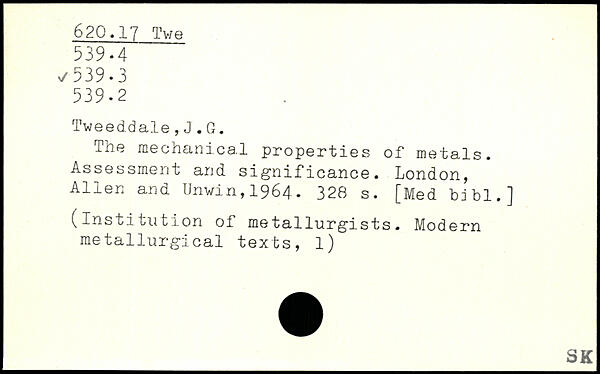 620.17 Twe
539.4
✓539.3
539.2
Tweeddale,J.G.
The mechanical properties of metals.
Assessment and significance. London,
Allen and Unwin,1964. 328 s. [Med bibl.]
(Institution of metallurgists. Modern
metallurgical texts, 1)
SK